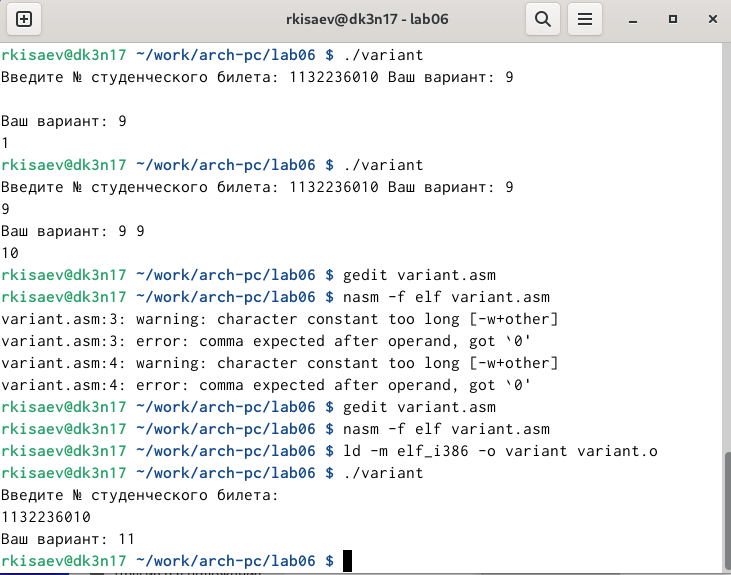 rkisaev@dk3n17 - lab06
rkisaev@dk3n17 ~/work/arch-pc/lab06 $ ./variant
Введите № студенческого билета: 1132236010 Ваш вариант: 9
Ваш вариант: 9
1
rkisaev@dk3n17 ~/work/arch-pc/lab06 $ ./variant
Введите № студенческого билета: 1132236010 Ваш вариант: 9
9
Ваш вариант: 9 9
10
rkisaev@dk3n17 ~/work/arch-pc/lab06 $ gedit variant.asm
rkisaev@dk3n17 ~/work/arch-pc/lab06 $ nasm -f elf variant.asm
variant.asm:3: warning: character constant too long [-w+other]
variant.asm:3: error: comma expected after operand, got `0'
variant.asm:4: warning: character constant too long [-w+other]
variant.asm:4: error: comma expected after operand, got `0'
rkisaev@dk3n17 ~/work/arch-pc/lab06 $ gedit variant.asm
rkisaev@dk3n17 ~/work/arch-pc/lab06 $ nasm -f elf variant.asm
rkisaev@dk3n17 ~/work/arch-pc/lab06 $ ld -m elf_i386 -o variant variant.o
rkisaev@dk3n17 ~/work/arch-pc/lab06 $ ./variant
Введите № студенческого билета:
1132236010
Ваш вариант: 11
rkisaev@dk3n17 ~/work/arch-pc/lab06 $